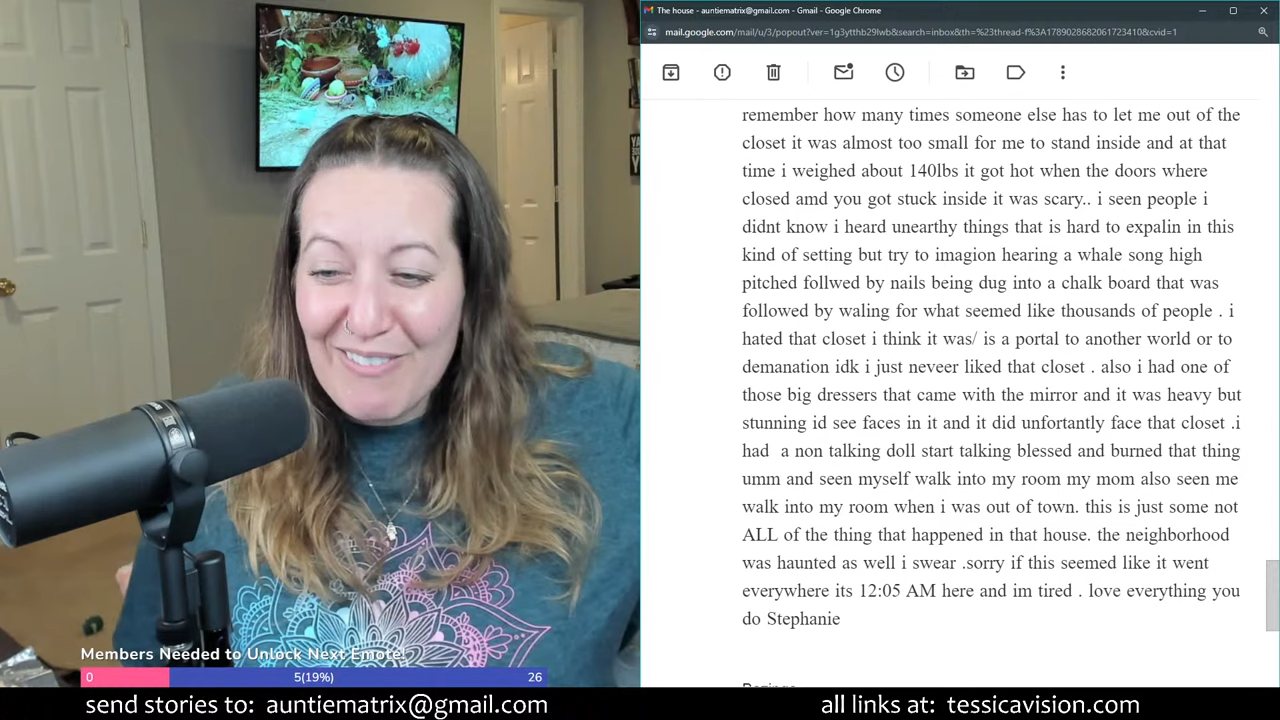 The house - auntiematrix@gmail.com - Gmail - Google Chrome
mail.google.com/mail/u/3/popout?ver=1g3ytthb29lwb&search=inbox&th=%23thread-f%3A1789028682061723410&cvid=1
remember how many times someone else has to let me out of the
closet it was almost too small for me to stand inside and at that
time i weighed about 140lbs it got hot when the doors where
closed amd you got stuck inside it was scary.. i seen people i
didnt know i heard unearthy things that is hard to expalin in this
kind of setting but try to imagion hearing a whale song high
pitched follwed by nails being dug into a chalk board that was
followed by waling for what seemed like thousands of people . i
hated that closet i think it was/ is a portal to another world or to
demanation idk i just neveer liked that closet . also i had one of
those big dressers that came with the mirror and it was heavy but
stunning id see faces in it and it did unfortantly face that closet .i
had  a non talking doll start talking blessed and burned that thing
umm and seen myself walk into my room my mom also seen me
walk into my room when i was out of town. this is just some not
ALL of the thing that happened in that house. the neighborhood
was haunted as well i swear .sorry if this seemed like it went
everywhere its 12:05 AM here and im tired . love everything you
do Stephanie
Members Needed to Unlock Next Emote!
0 5(19%) 26
send stories to: auntiematrix@gmail.com
all links at: tessicavision.com